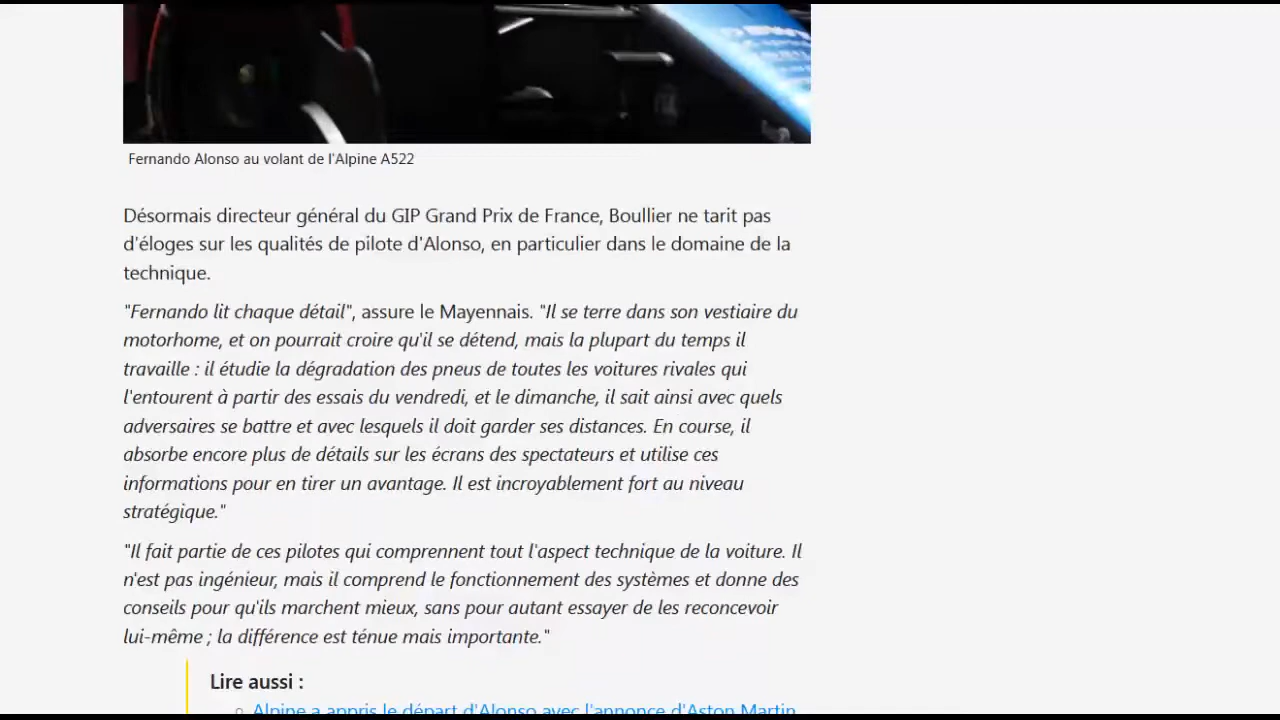 Fernando Alonso au volant de l'Alpine A522
Désormais directeur général du GIP Grand Prix de France, Boullier ne tarit pas
d'éloges sur les qualités de pilote d'Alonso, en particulier dans le domaine de la
technique.
"Fernando lit chaque détail", assure le Mayennais. "Il se terre dans son vestiaire du
motorhome, et on pourrait croire qu'il se détend, mais la plupart du temps il
travaille : il étudie la dégradation des pneus de toutes les voitures rivales qui
l'entourent à partir des essais du vendredi, et le dimanche, il sait ainsi avec quels
adversaires se battre et avec lesquels il doit garder ses distances. En course, il
absorbe encore plus de détails sur les écrans des spectateurs et utilise ces
informations pour en tirer un avantage. Il est incroyablement fort au niveau
stratégique."
"Il fait partie de ces pilotes qui comprennent tout l'aspect technique de la voiture. Il
n'est pas ingénieur, mais il comprend le fonctionnement des systèmes et donne des
conseils pour qu'ils marchent mieux, sans pour autant essayer de les reconcevoir
lui-même ; la différence est ténue mais importante."
Lire aussi :
Alpine a appris le départ d'Alonso avec l'annonce d'Aston Martin